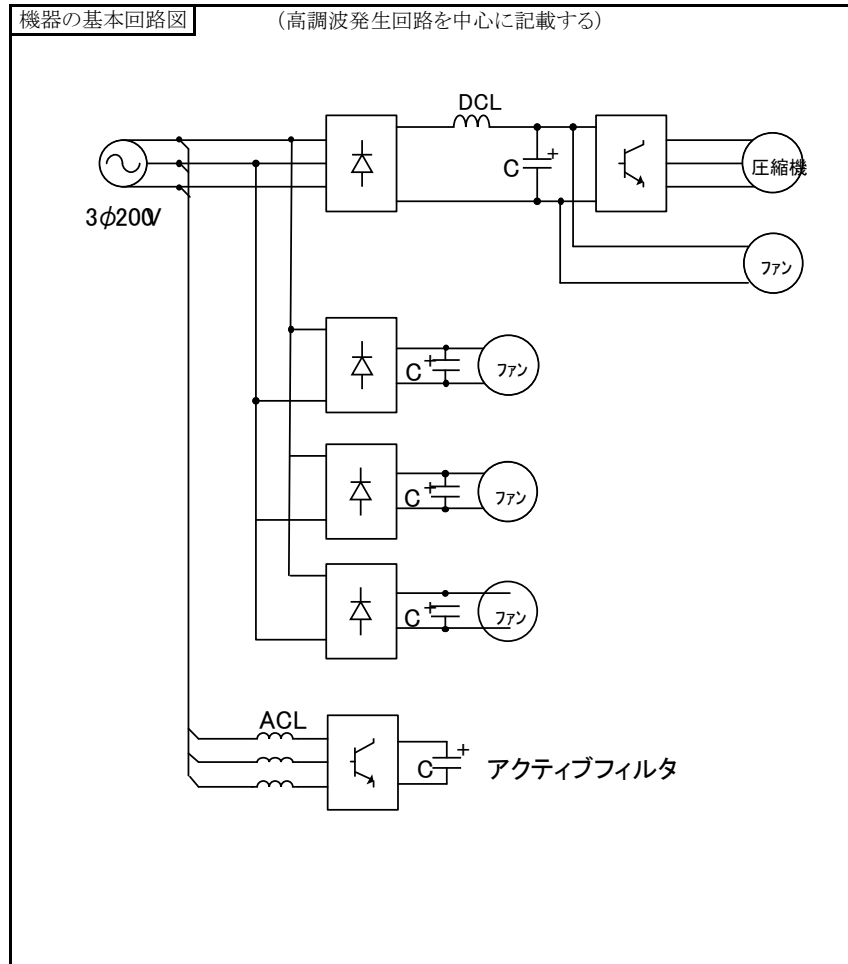 機器の基本回路図
(高調波発生回路を中心に記載する)
DCL
C
+
圧縮機
3φ200V
ファン
C
+
ファン
C
+
ファン
C
+
ファン
ACL
C
+
アクティブフィルタ